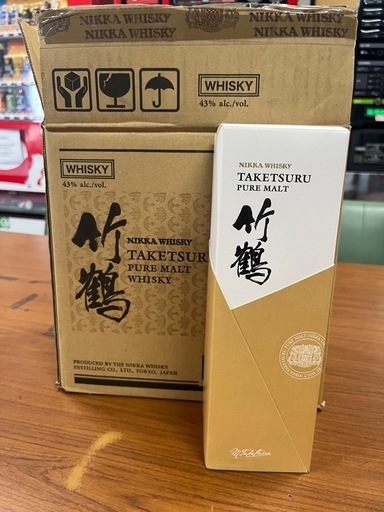 NIKKA WHISKY NIKKA WHISKY
NIKKA WHISKY NIKKA WHISKY
WHISKY
43% alc./vol.
WHISKY
43% alc./vol.
竹鶴
NIKKA WHISKY
TAKETSURU
PURE MALT
WHISKY
PRODUCED BY THE NIKKA WHISKY
DISTILLING CO., LTD., TOKYO, JAPAN
NIKKA WHISKY
TAKETSURU
PURE MALT
竹鶴